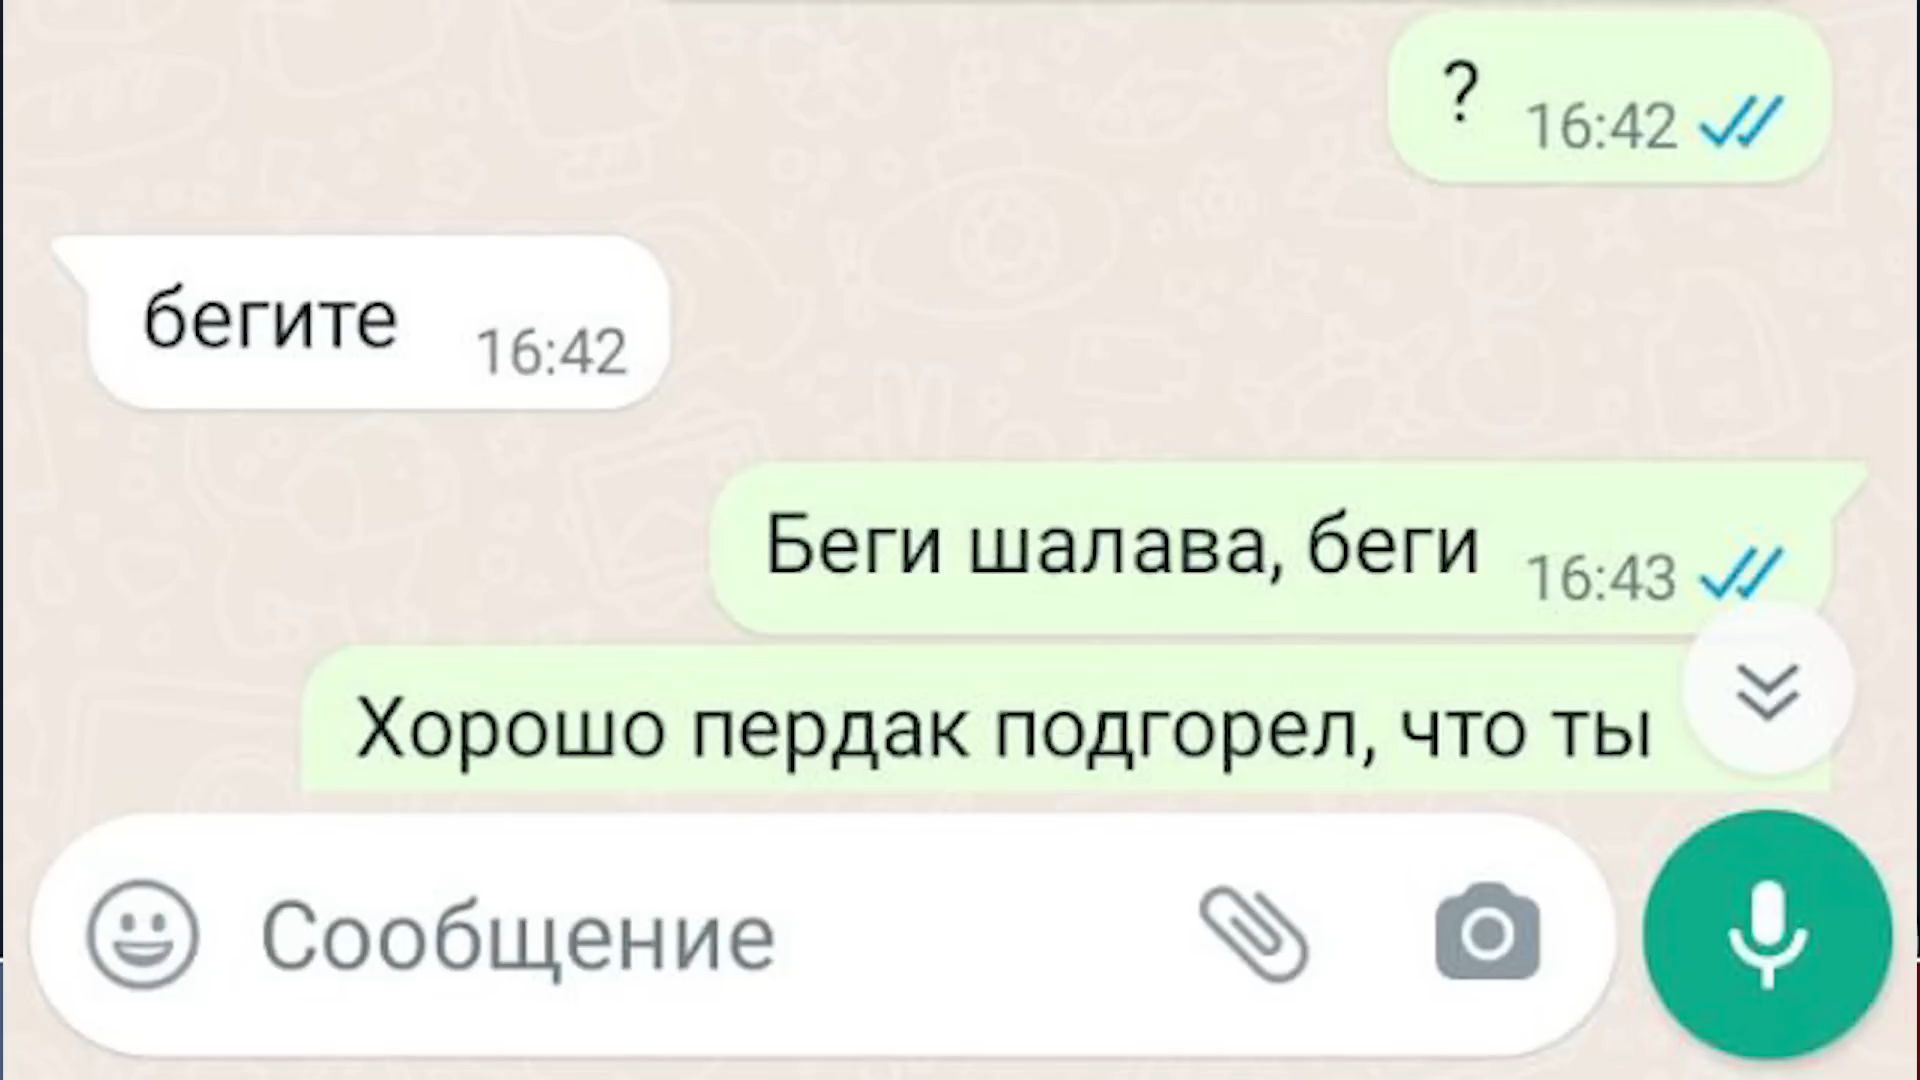 ?
16:42
бегите
16:42
Беги шалава, беги
16:43
Хорошо пердак подгорел, что ты
Сообщение